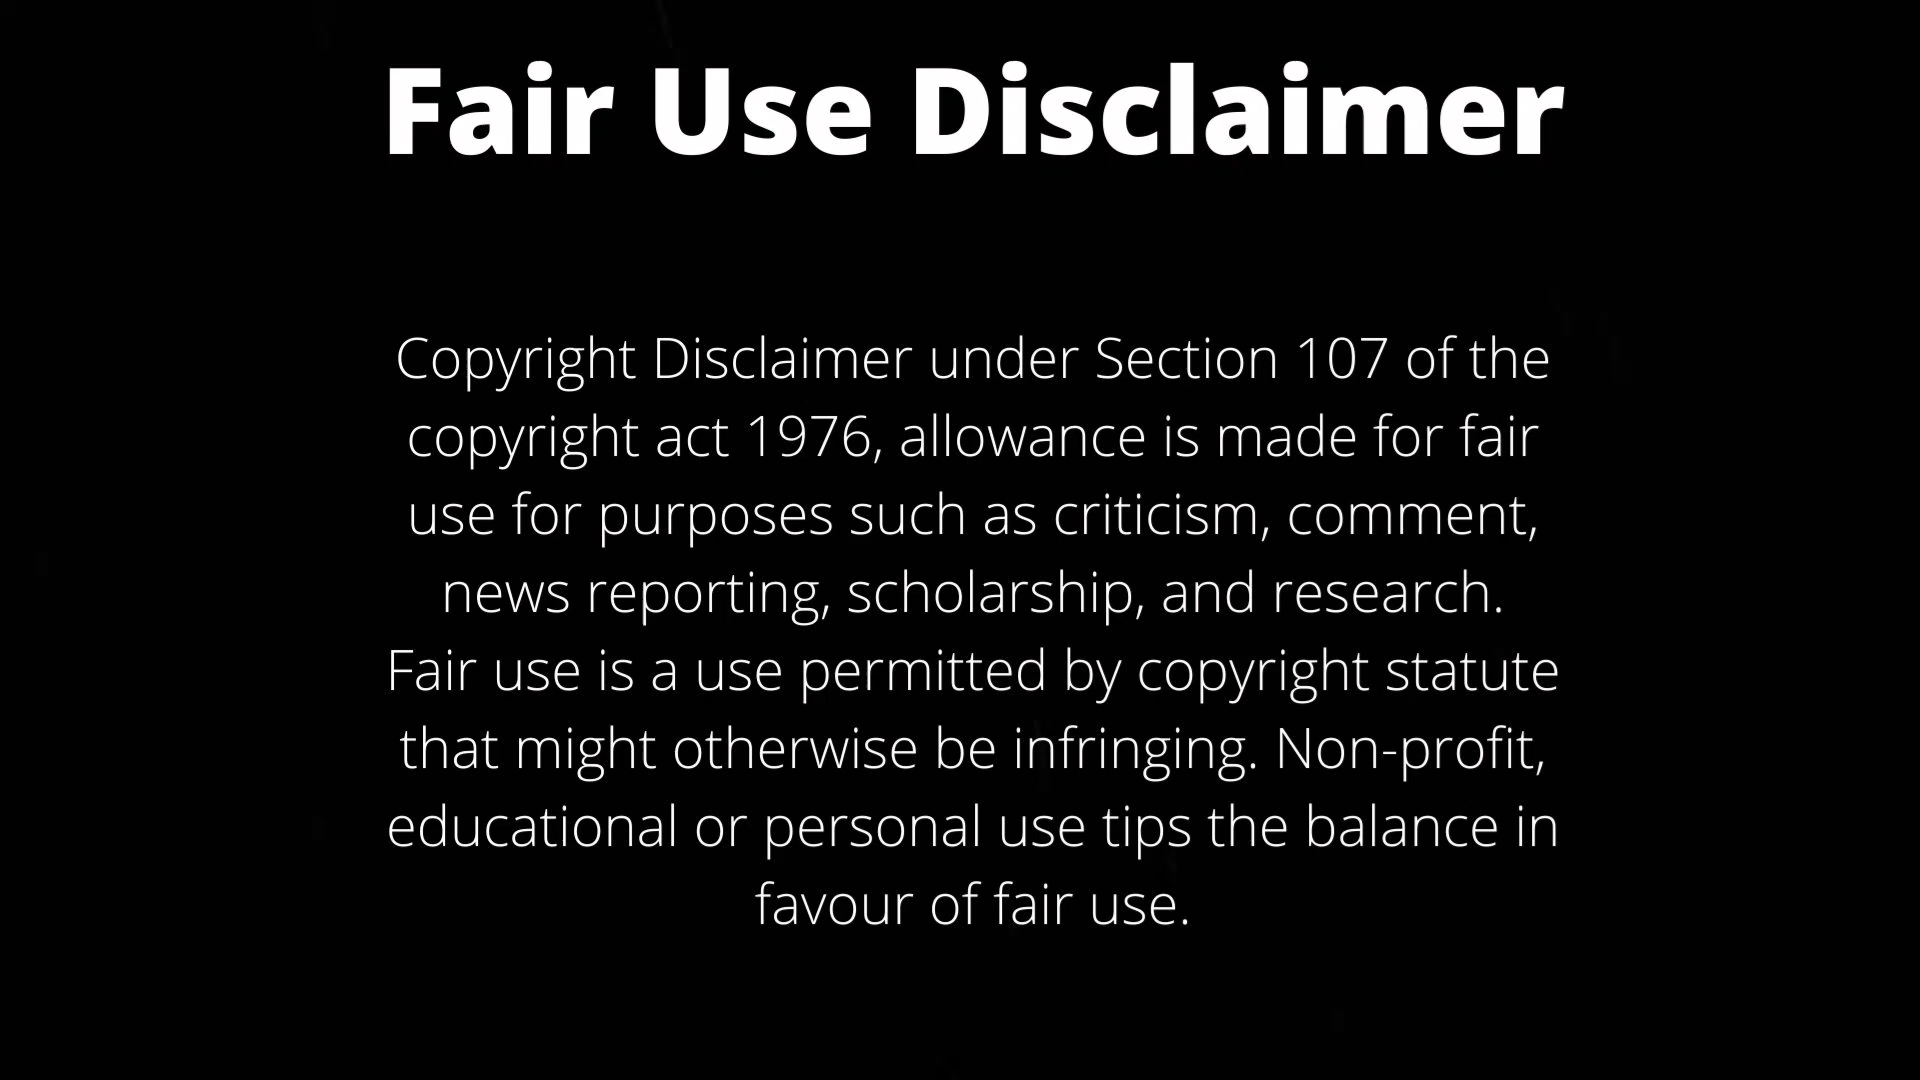 Fair Use Disclaimer
Copyright Disclaimer under Section 107 of the
copyright act 1976, allowance is made for fair
use for purposes such as criticism, comment,
news reporting, scholarship, and research.
Fair use is a use permitted by copyright statute
that might otherwise be infringing. Non-profit,
educational or personal use tips the balance in
favour of fair use.